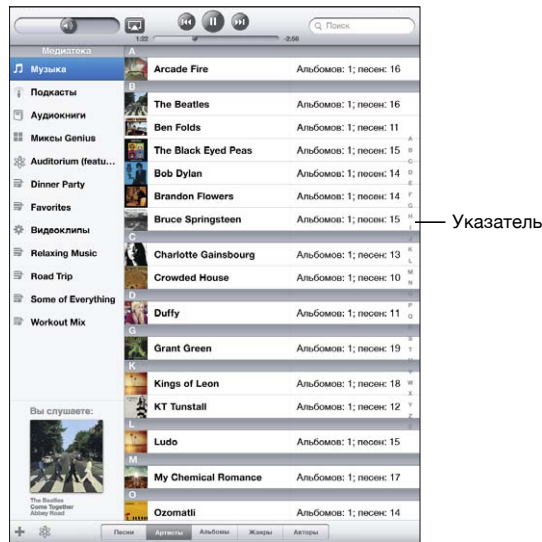 Поиск
1:22
-2:56
Медиатека
Музыка
Подкасты
Аудиокниги
Миксы Genius
Auditorium (featu...
Dinner Party
Favorites
Видеоклипы
Relaxing Music
Road Trip
Some of Everything
Workout Mix
Вы слушаете:
The Beatles
Come Together
Abbey Road
A
Arcade Fire Альбомов: 1; песен: 16
B
The Beatles Альбомов: 1; песен: 16
Ben Folds Альбомов: 1; песен: 11
The Black Eyed Peas Альбомов: 1; песен: 15
Bob Dylan Альбомов: 1; песен: 14
Brandon Flowers Альбомов: 1; песен: 14
Bruce Springsteen Альбомов: 1; песен: 15
C
Charlotte Gainsbourg Альбомов: 1; песен: 13
Crowded House Альбомов: 1; песен: 10
D
Duffy Альбомов: 1; песен: 11
G
Grant Green Альбомов: 1; песен: 19
K
Kings of Leon Альбомов: 1; песен: 18
KT Tunstall Альбомов: 1; песен: 12
L
Ludo Альбомов: 1; песен: 15
M
My Chemical Romance Альбомов: 1; песен: 17
O
Ozomatli Альбомов: 1; песен: 14
Песни
Артисты
Альбомы
Жанры
Авторы
Указатель